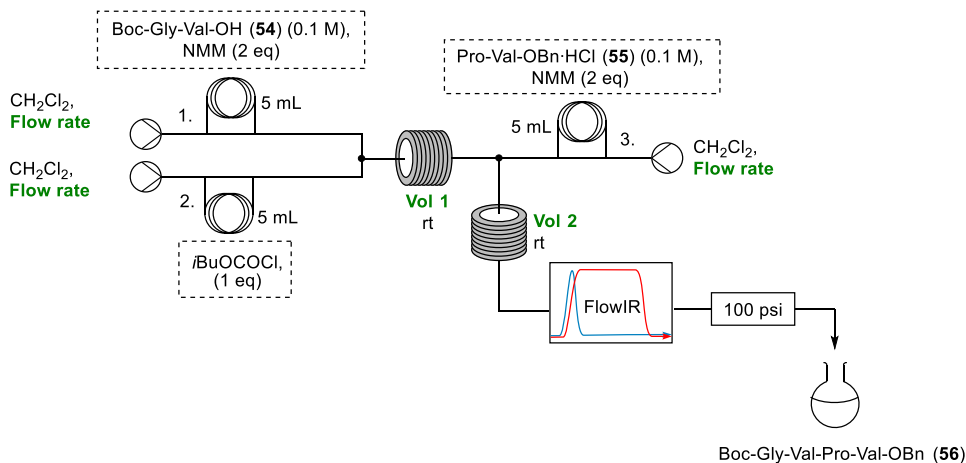 Boc-Gly-Val-OH (54) (0.1 M),
NMM (2 eq)
Pro-Val-OBn·HCl (55) (0.1 M),
NMM (2 eq)
CH2Cl2,
Flow rate
1.
5 mL
5 mL
3.
CH2Cl2,
Flow rate
CH2Cl2,
Flow rate
2.
5 mL
Vol 1
rt
Vol 2
rt
iBuOCOCl,
(1 eq)
FlowIR
100 psi
Boc-Gly-Val-Pro-Val-OBn (56)